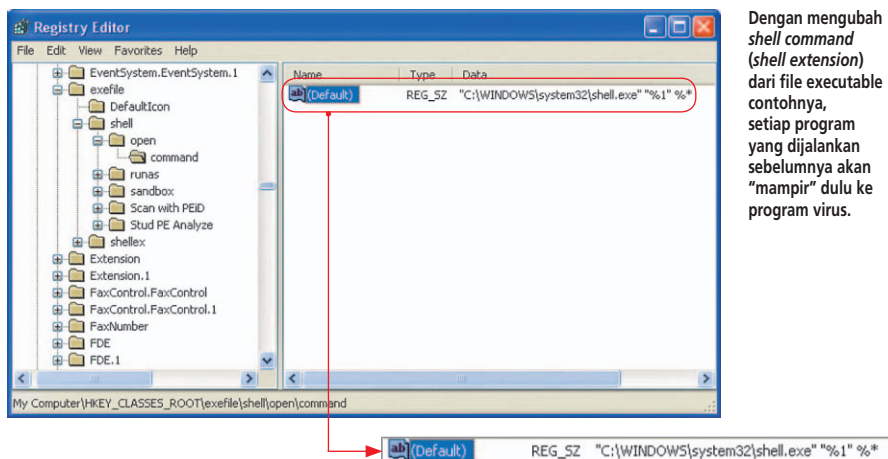 Registry Editor
File Edit View Favorites Help
EventSystem.EventSystem.1
exefile
DefaultIcon
shell
open
command
runas
sandbox
Scan with PEiD
Stud PE Analyze
shellex
Extension
Extension.1
FaxControl.FaxControl
FaxControl.FaxControl.1
FaxNumber
FDE
FDE.1
Name Type Data
ab (Default) REG_SZ "C:\WINDOWS\system32\shell.exe" "%1" %*
My Computer\HKEY_CLASSES_ROOT\exefile\shell\open\command
ab (Default) REG_SZ "C:\WINDOWS\system32\shell.exe" "%1" %*
Dengan mengubah
shell command
(shell extension)
dari file executable
contohnya,
setiap program
yang dijalankan
sebelumnya akan
“mampir” dulu ke
program virus.